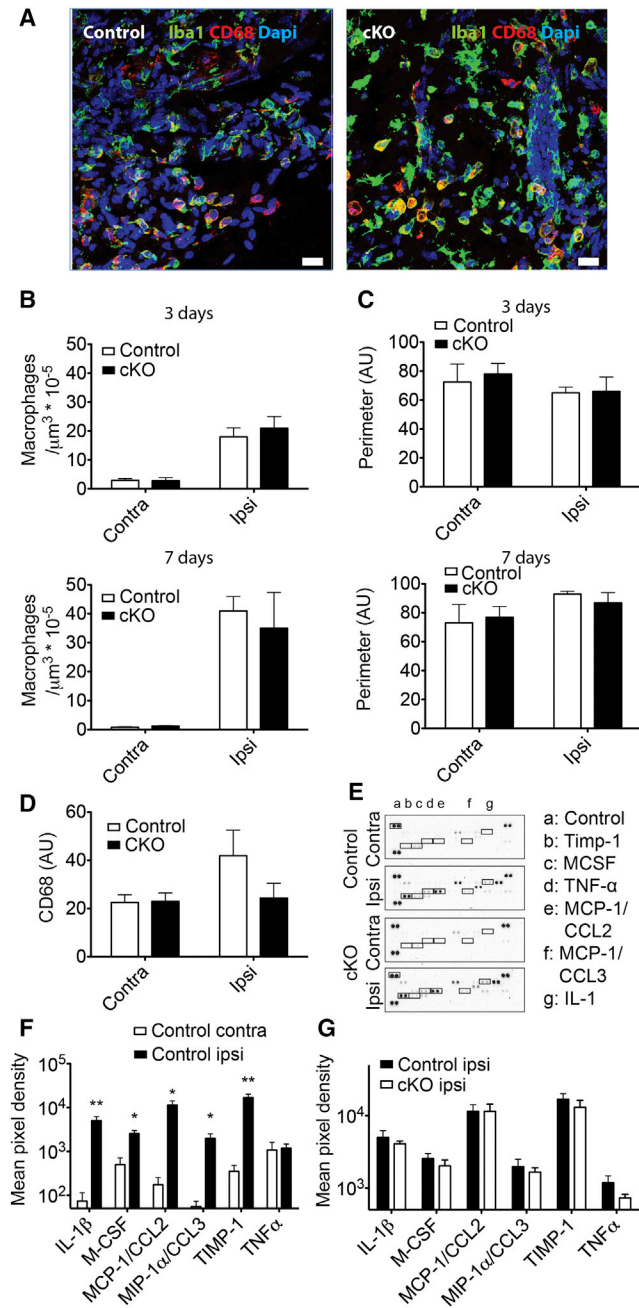 A
Control Iba1 CD68 Dapi
cKO Iba1 CD68 Dapi
B
3 days
Macrophages
/μm³ * 10⁻⁵
50
40
30
20
10
0
Control
cKO
Contra
Ipsi
7 days
Macrophages
/μm³ * 10⁻⁵
50
40
30
20
10
0
Control
cKO
Contra
Ipsi
C
3 days
Perimeter (AU)
100
80
60
40
20
0
Control
cKO
Contra
Ipsi
7 days
Perimeter (AU)
100
80
60
40
20
0
Control
cKO
Contra
Ipsi
D
CD68 (AU)
60
40
20
0
Control
CKO
Contra
Ipsi
E
a b c d e f g
Control
Contra
Ipsi
cKO
Contra
Ipsi
a: Control
b: Timp-1
c: MCSF
d: TNF-α
e: MCP-1/
CCL2
f: MCP-1/
CCL3
g: IL-1
F
Control contra
Control ipsi
Mean pixel density
10⁵
10⁴
10³
10²
** * * * **
IL-1β
M-CSF
MCP-1/CCL2
MIP-1α/CCL3
TIMP-1
TNFα
G
Control ipsi
cKO ipsi
Mean pixel density
10⁴
10³
IL-1β
M-CSF
MCP-1/CCL2
MIP-1α/CCL3
TIMP-1
TNFα